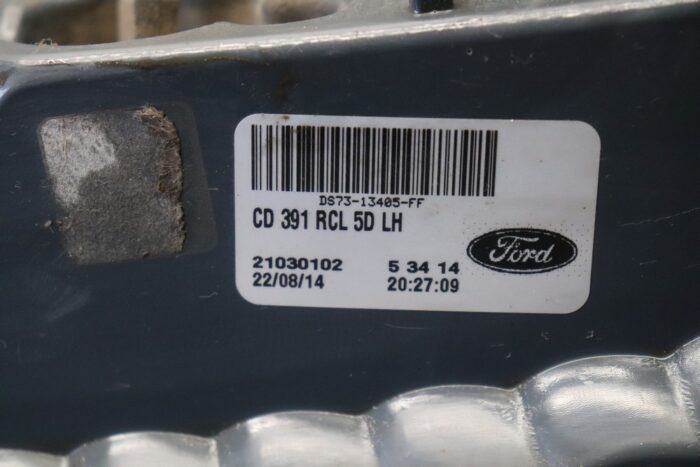 DS73-13405-FF
CD 391 RCL 5D LH
Ford
21030102 5 34 14
22/08/14 20:27:09